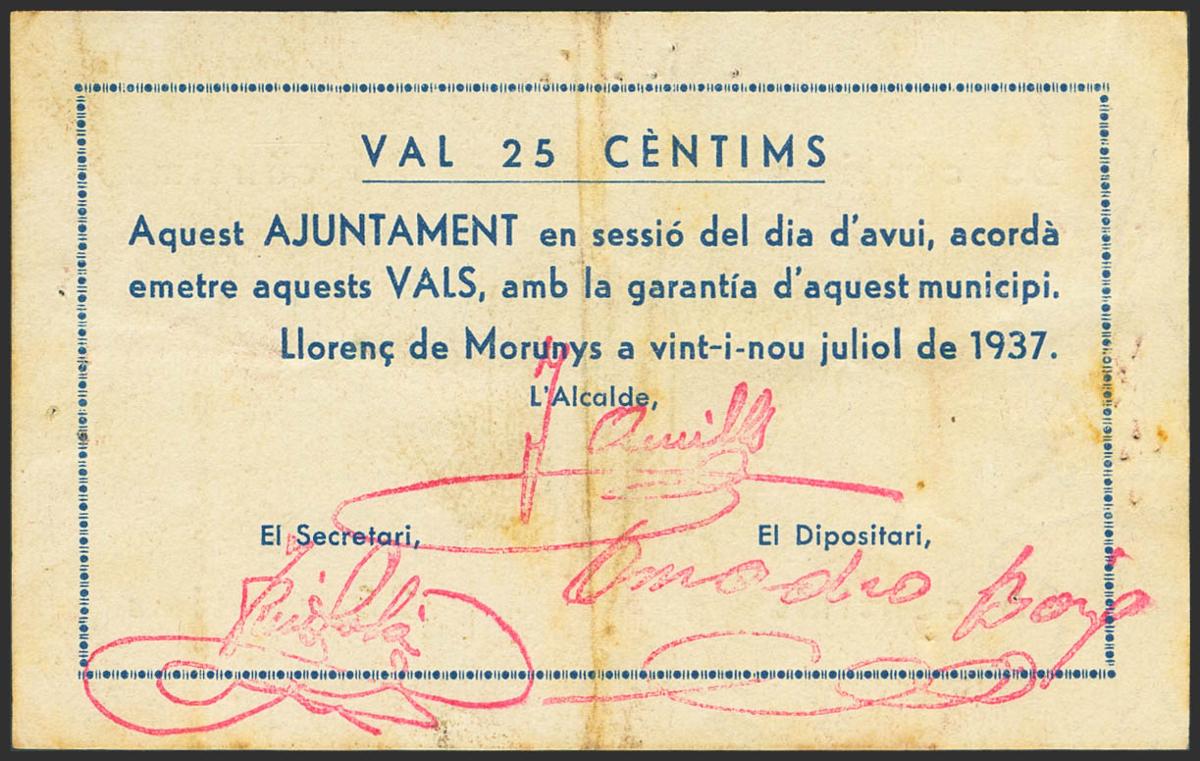 VAL 25 CÈNTIMS
Aquest AJUNTAMENT en sessió del dia d'avui, acordà
emetre aquests VALS, amb la garantía d'aquest municipi.
Llorenç de Morunys a vint-i-nou juliol de 1937.
L'Alcalde,
El Secretari,
El Dipositari,